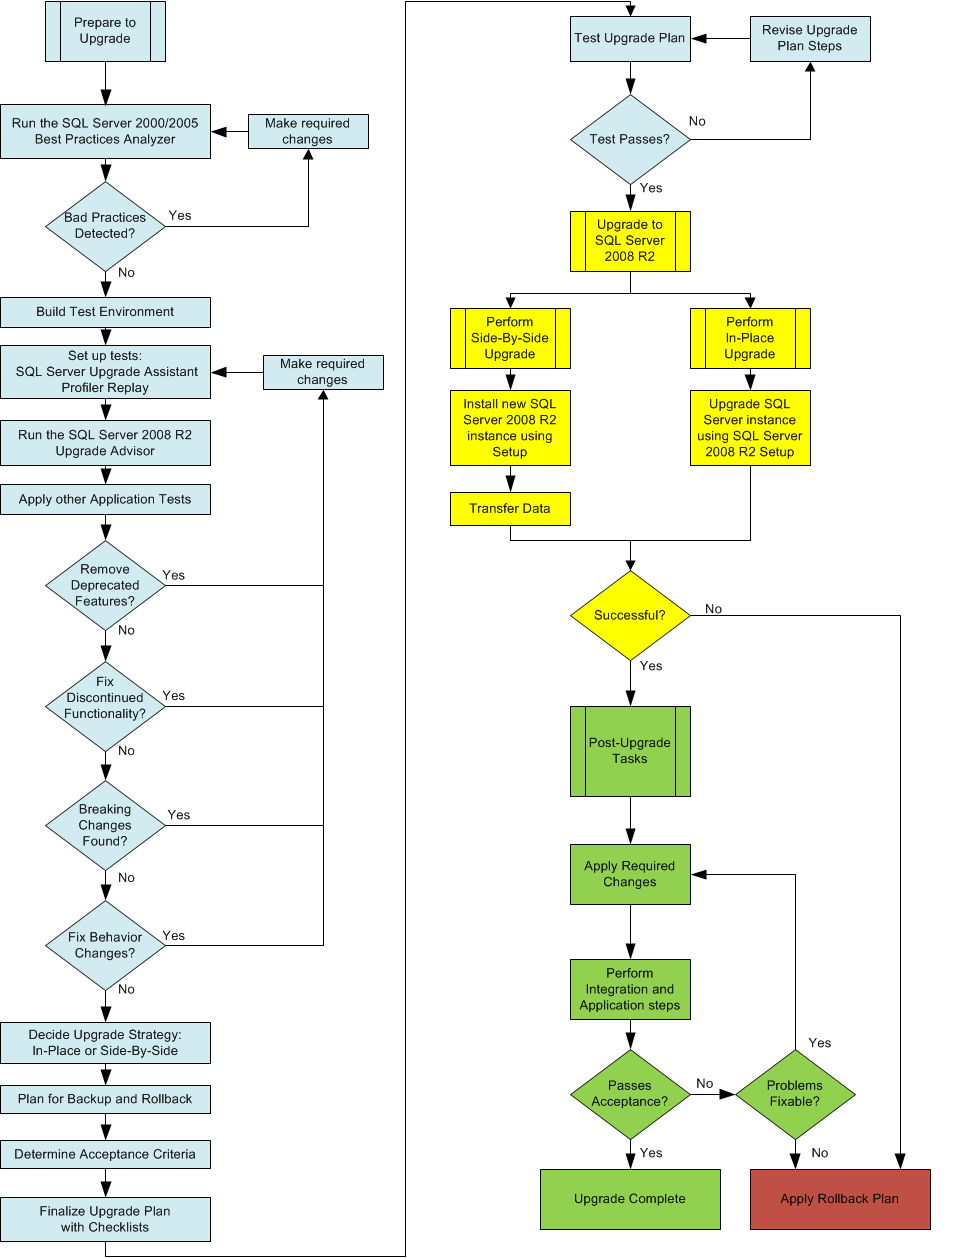 Prepare to
Upgrade
Run the SQL Server 2000/2005
Best Practices Analyzer
Make required
changes
Bad Practices
Detected?
Yes
No
Build Test Environment
Set up tests:
SQL Server Upgrade Assistant
Profiler Replay
Make required
changes
Run the SQL Server 2008 R2
Upgrade Advisor
Apply other Application Tests
Remove
Deprecated
Features?
Yes
No
Fix
Discontinued
Functionality?
Yes
No
Breaking
Changes
Found?
Yes
No
Fix Behavior
Changes?
Yes
No
Decide Upgrade Strategy:
In-Place or Side-By-Side
Plan for Backup and Rollback
Determine Acceptance Criteria
Finalize Upgrade Plan
with Checklists
Test Upgrade Plan
Revise Upgrade
Plan Steps
Test Passes?
No
Yes
Upgrade to
SQL Server
2008 R2
Perform
Side-By-Side
Upgrade
Perform
In-Place
Upgrade
Install new SQL
Server 2008 R2
instance using
Setup
Upgrade SQL
Server instance
using SQL Server
2008 R2 Setup
Transfer Data
Successful?
No
Yes
Post-Upgrade
Tasks
Apply Required
Changes
Perform
Integration and
Application steps
Passes
Acceptance?
No
Problems
Fixable?
Yes
Yes
No
Upgrade Complete
Apply Rollback Plan